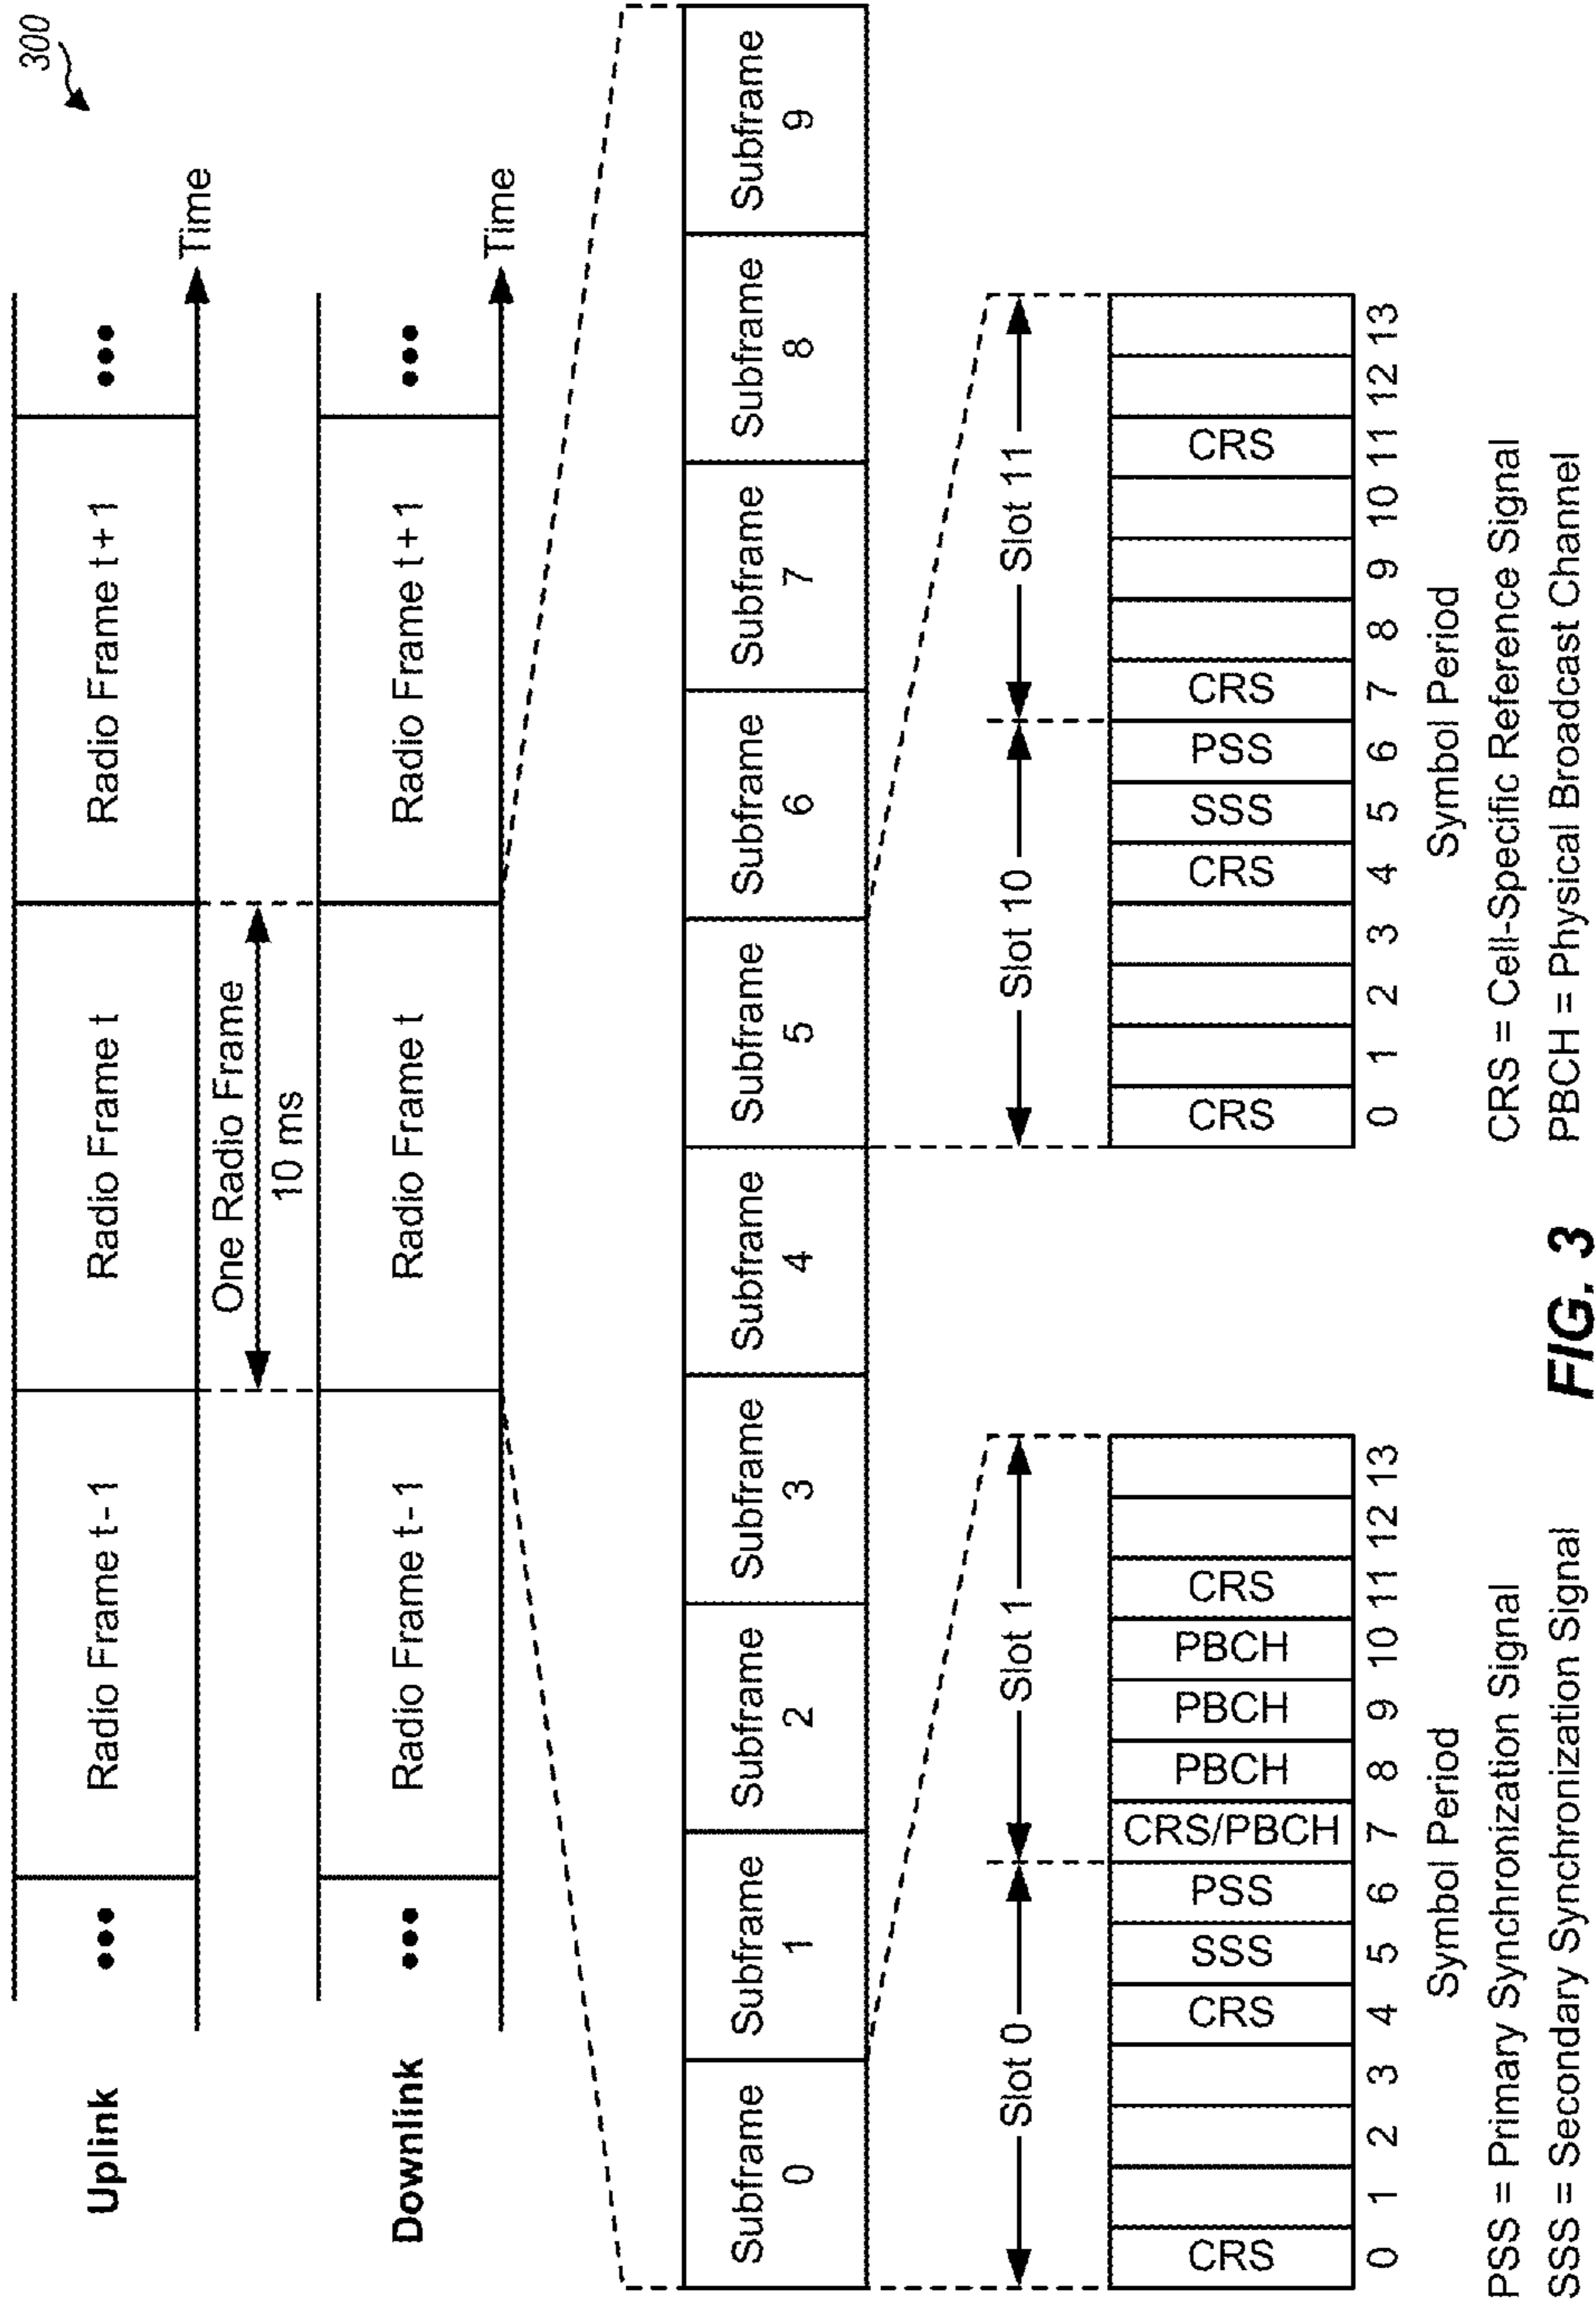 300
Uplink
••• Radio Frame t-1 Radio Frame t Radio Frame t+1 •••
Time
One Radio Frame
10 ms
Downlink
••• Radio Frame t-1 Radio Frame t Radio Frame t+1 •••
Time
Subframe Subframe Subframe Subframe Subframe Subframe Subframe Subframe Subframe Subframe
0 1 2 3 4 5 6 7 8 9
Slot 0 Slot 1
CRS CRS SSS PSS CRS/PBCH PBCH PBCH PBCH CRS
0 1 2 3 4 5 6 7 8 9 10 11 12 13
Symbol Period
Slot 10 Slot 11
CRS CRS SSS PSS CRS CRS
0 1 2 3 4 5 6 7 8 9 10 11 12 13
Symbol Period
PSS = Primary Synchronization Signal
SSS = Secondary Synchronization Signal
CRS = Cell-Specific Reference Signal
PBCH = Physical Broadcast Channel
FIG. 3